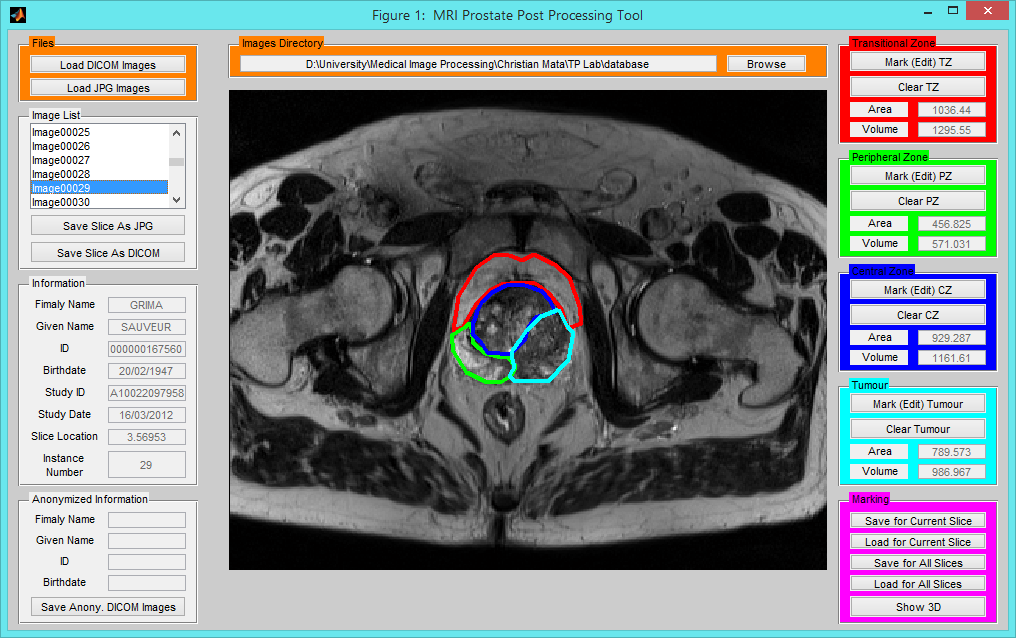 Figure 1: MRI Prostate Post Processing Tool
Files
Load DICOM Images
Load JPG Images
Image List
Image00025
Image00026
Image00027
Image00028
Image00029
Image00030
Save Slice As JPG
Save Slice As DICOM
Information
Fimaly Name GRIMA
Given Name SAUVEUR
ID 000000167560
Birthdate 20/02/1947
Study ID A10022097958
Study Date 16/03/2012
Slice Location 3.56953
Instance
Number 29
Anonymized Information
Fimaly Name
Given Name
ID
Birthdate
Save Anony. DICOM Images
Images Directory
D:\University\Medical Image Processing\Christian Mata\TP Lab\database Browse
Transitional Zone
Mark (Edit) TZ
Clear TZ
Area 1036.44
Volume 1295.55
Peripheral Zone
Mark (Edit) PZ
Clear PZ
Area 456.825
Volume 571.031
Central Zone
Mark (Edit) CZ
Clear CZ
Area 929.287
Volume 1161.61
Tumour
Mark (Edit) Tumour
Clear Tumour
Area 789.573
Volume 986.967
Marking
Save for Current Slice
Load for Current Slice
Save for All Slices
Load for All Slices
Show 3D